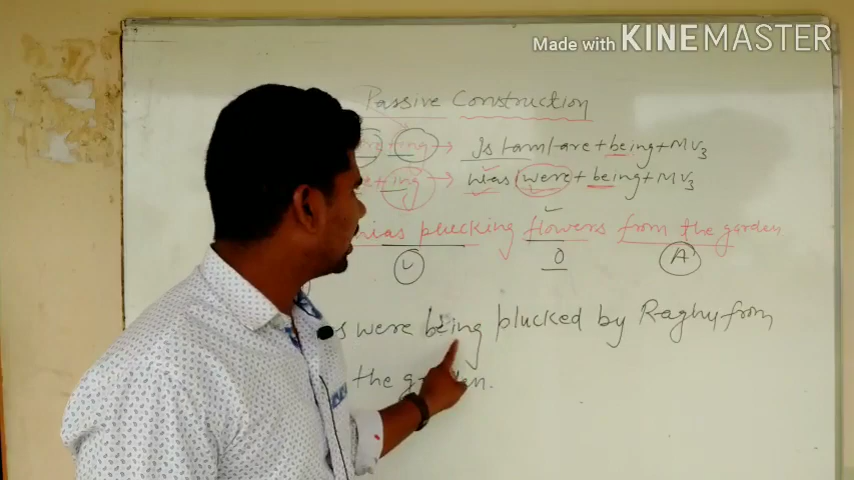 Made with KINEMASTER
Passive Construction
+ing → Is/am/are + being + MV3
+ing → was/were + being + MV3
was plucking flowers from the garden
V O A
s were being plucked by Raghu from
the garden.